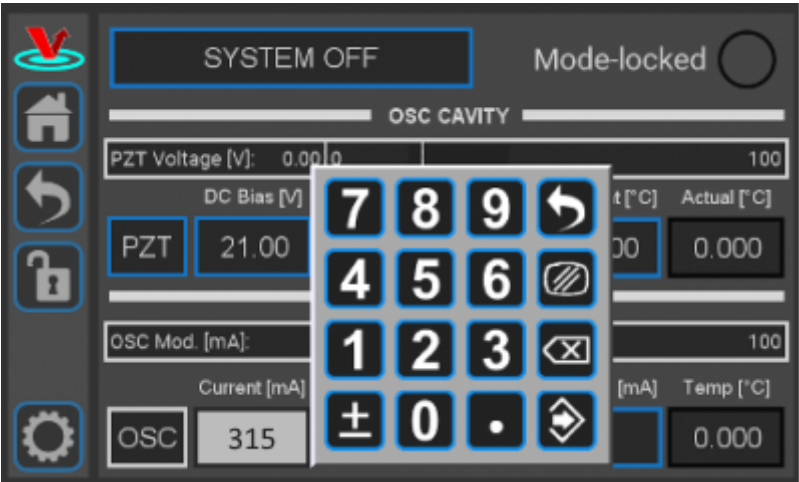 SYSTEM OFF Mode-locked
OSC CAVITY
PZT Voltage [V]: 0.00 0 100
DC Bias [V] t [°C] Actual [°C]
PZT 21.00 00 0.000
OSC Mod. [mA]: 100
Current [mA] [mA] Temp [°C]
OSC 315 0.000
7 8 9
4 5 6
1 2 3
± 0 .